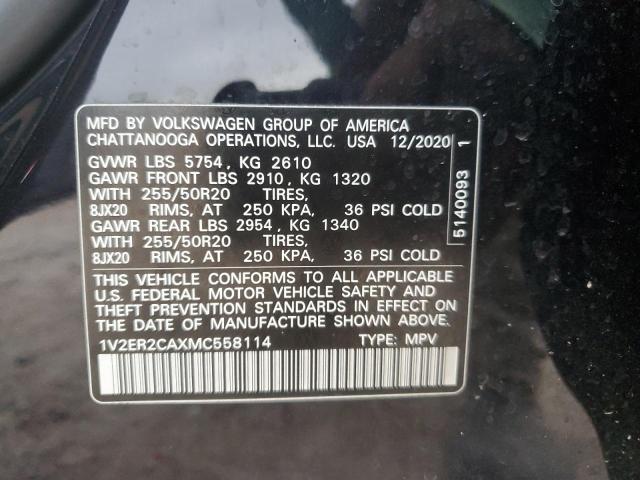 MFD BY VOLKSWAGEN GROUP OF AMERICA
CHATTANOOGA OPERATIONS, LLC. USA 12/2020
GVWR LBS 5754, KG 2610
GAWR FRONT LBS 2910, KG 1320
WITH 255/50R20 TIRES,
8JX20 RIMS, AT 250 KPA, 36 PSI COLD
GAWR REAR LBS 2954, KG 1340
WITH 255/50R20 TIRES,
8JX20 RIMS, AT 250 KPA, 36 PSI COLD
THIS VEHICLE CONFORMS TO ALL APPLICABLE
U.S. FEDERAL MOTOR VEHICLE SAFETY AND
THEFT PREVENTION STANDARDS IN EFFECT ON
THE DATE OF MANUFACTURE SHOWN ABOVE
1V2ER2CAXMC558114 TYPE: MPV
5140093 1